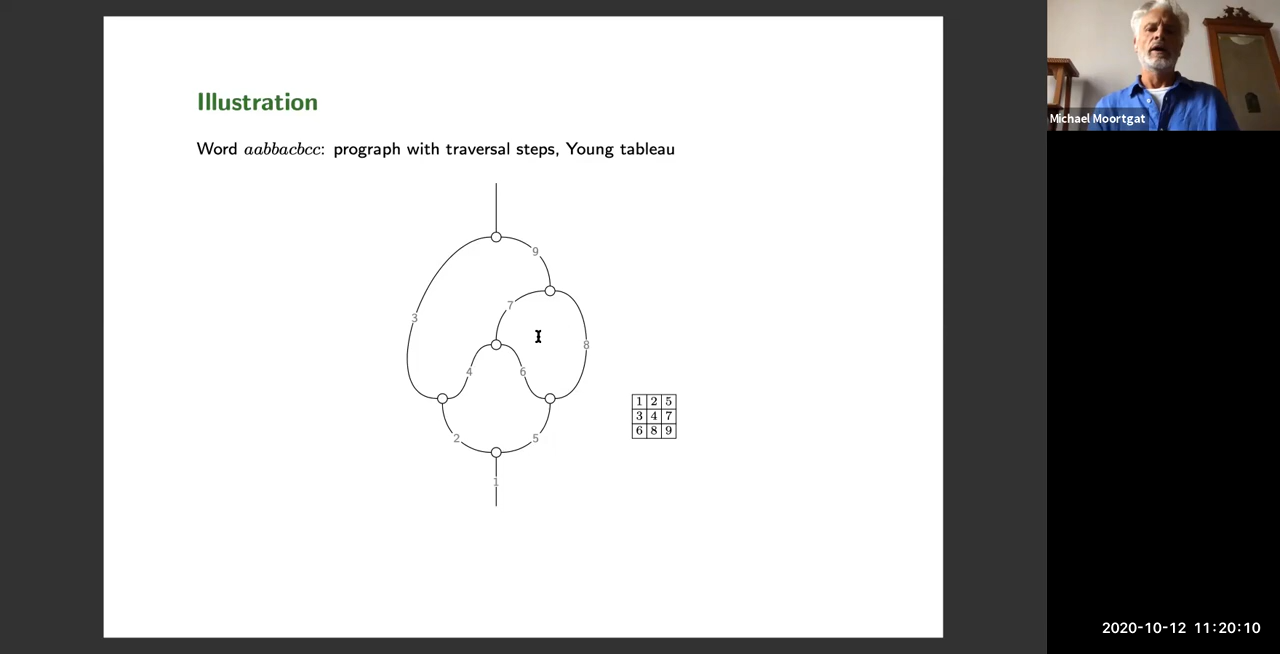 Illustration
Word aabbacbcc: prograph with traversal steps, Young tableau
9
7
3
8
4
6
2
5
1
1 2 5
3 4 7
6 8 9
Michael Moortgat
2020-10-12 11:20:10